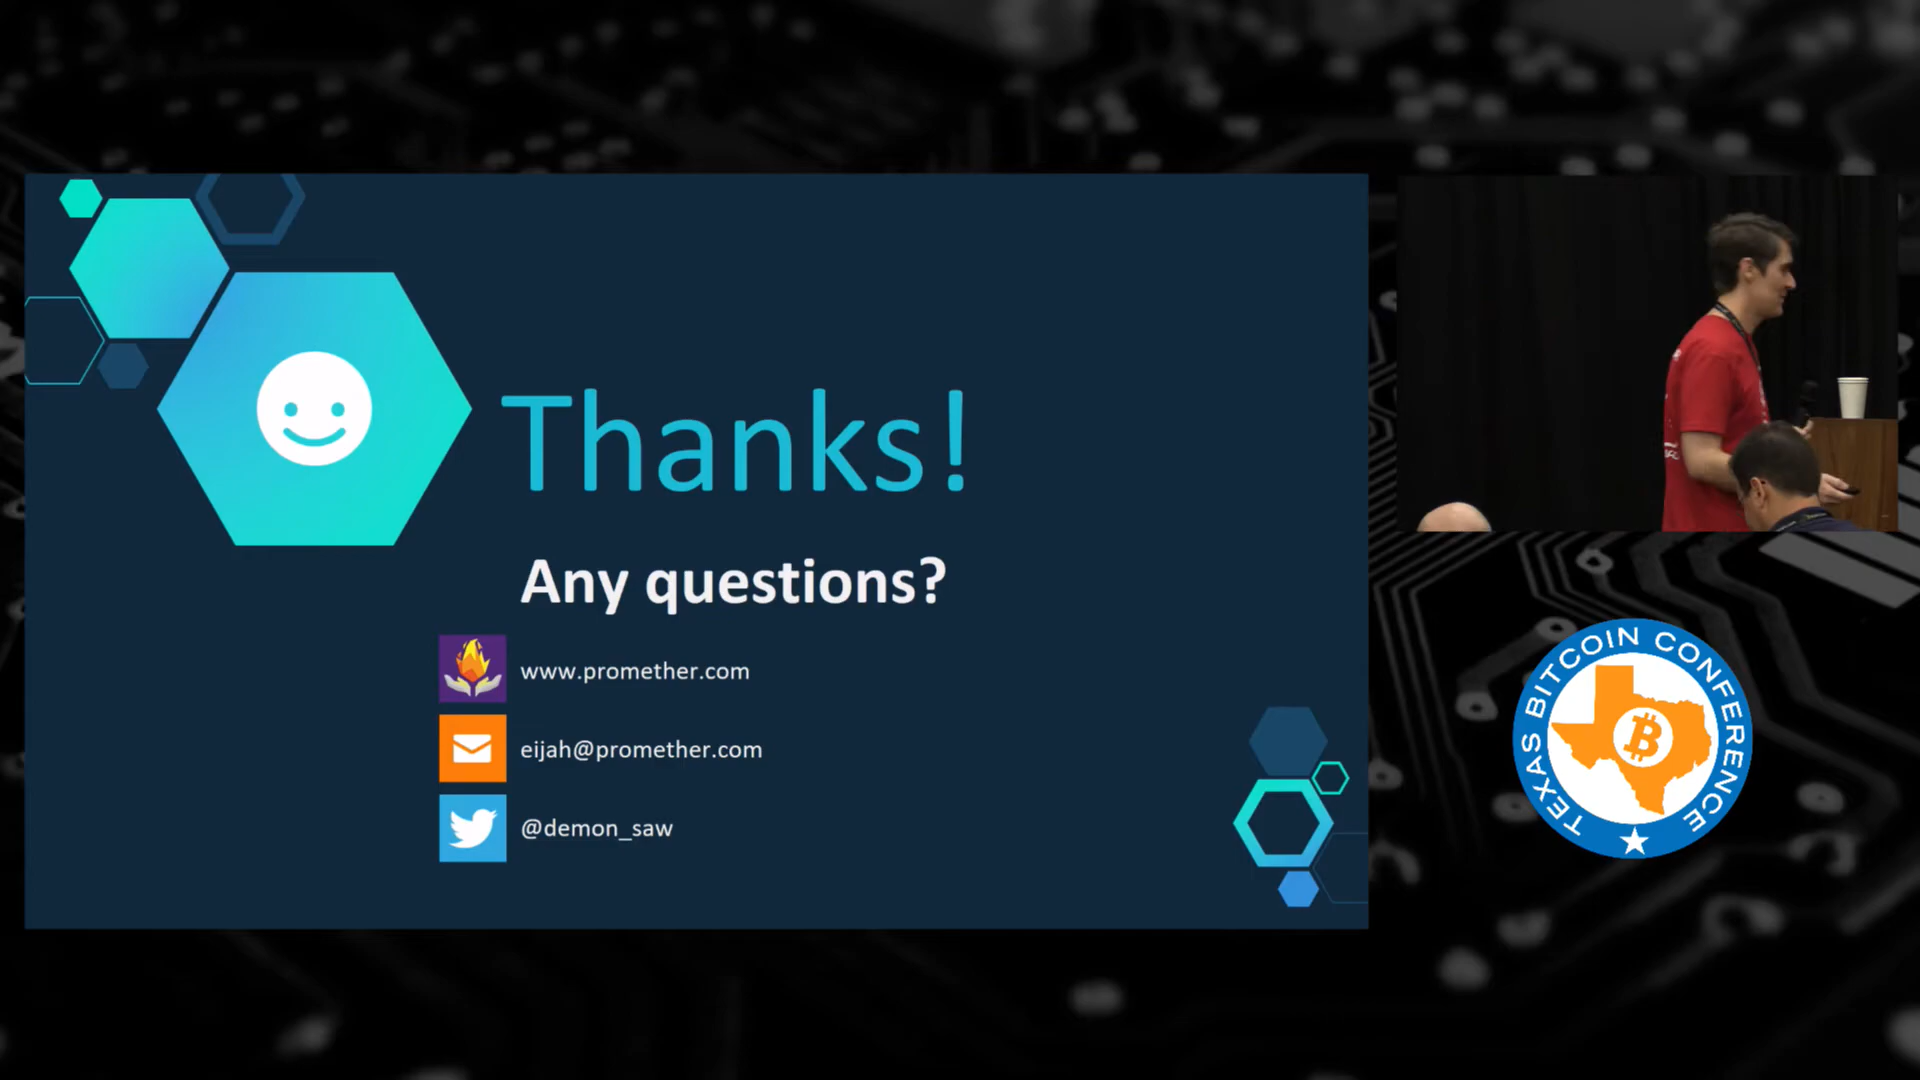 Thanks!
Any questions?
www.promether.com
eijah@promether.com
@demon_saw
TEXAS BITCOIN CONFERENCE